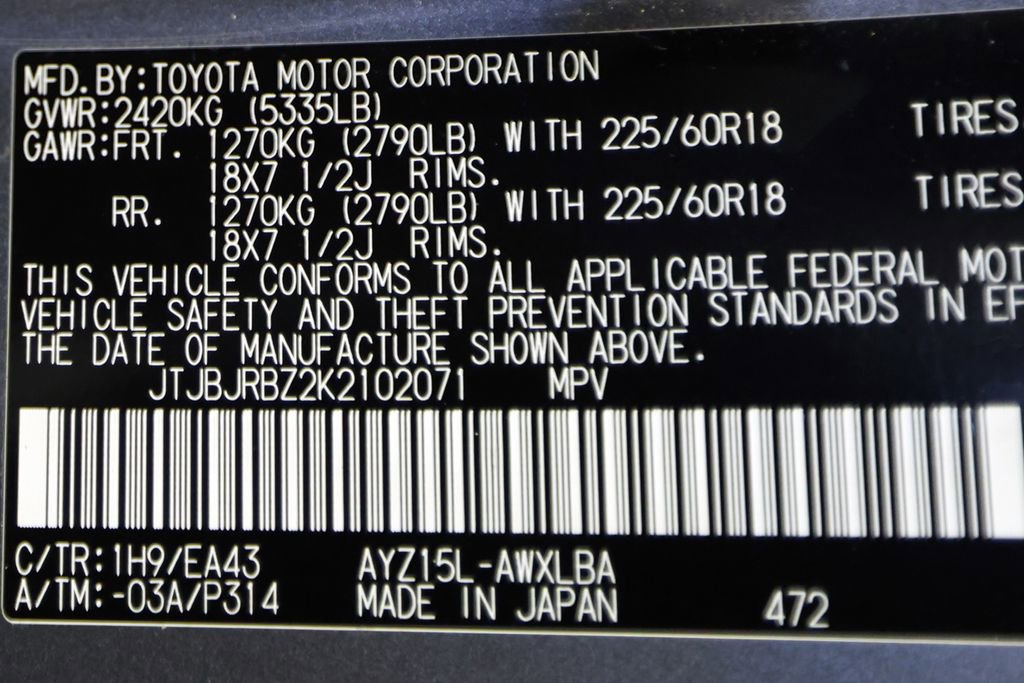 MFD.BY:TOYOTA MOTOR CORPORATION
GVWR:2420KG (5335LB)
GAWR:FRT. 1270KG (2790LB) WITH 225/60R18 TIRES
18X7 1/2J RIMS.
RR. 1270KG (2790LB) WITH 225/60R18 TIRES
18X7 1/2J RIMS.
THIS VEHICLE CONFORMS TO ALL APPLICABLE FEDERAL MOT
VEHICLE SAFETY AND THEFT PREVENTION STANDARDS IN EF
THE DATE OF MANUFACTURE SHOWN ABOVE.
JTJBJRBZ2K2102071 MPV
C/TR:1H9/EA43 AYZ15L-AWXLBA
A/TM:-03A/P314 MADE IN JAPAN 472